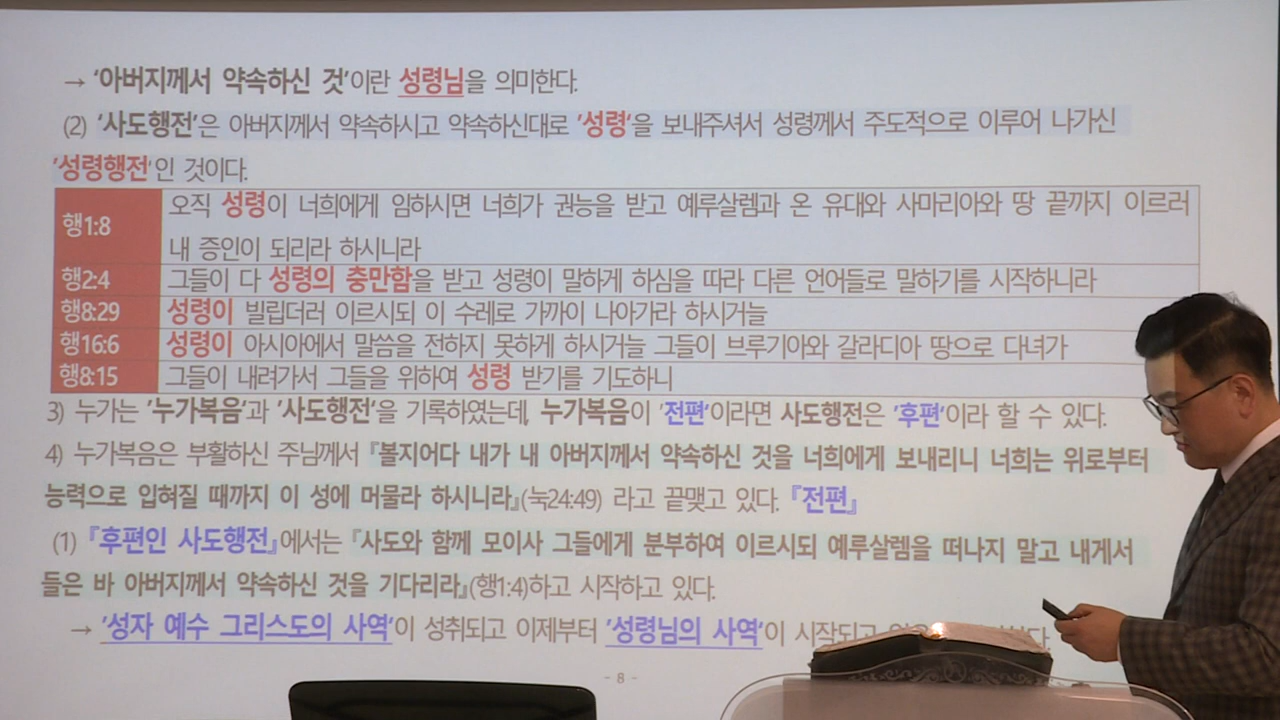 → '아버지께서 약속하신 것'이란 성령님을 의미한다.
(2) '사도행전'은 아버지께서 약속하시고 약속하신대로 '성령'을 보내주셔서 성령께서 주도적으로 이루어 나가신
'성령행전'인 것이다.
행1:8 오직 성령이 너희에게 임하시면 너희가 권능을 받고 예루살렘과 온 유대와 사마리아와 땅 끝까지 이르러
내 증인이 되리라 하시니라
행2:4 그들이 다 성령의 충만함을 받고 성령이 말하게 하심을 따라 다른 언어들로 말하기를 시작하니라
행8:29 성령이 빌립더러 이르시되 이 수레로 가까이 나아가라 하시거늘
행16:6 성령이 아시아에서 말씀을 전하지 못하게 하시거늘 그들이 브루기아와 갈라디아 땅으로 다녀가
행8:15 그들이 내려가서 그들을 위하여 성령 받기를 기도하니
3) 누가는 '누가복음'과 '사도행전'을 기록하였는데, 누가복음이 '전편'이라면 사도행전은 '후편'이라 할 수 있다.
4) 누가복음은 부활하신 주님께서 『볼지어다 내가 내 아버지께서 약속하신 것을 너희에게 보내리니 너희는 위로부터
능력으로 입혀질 때까지 이 성에 머물라 하시니라』(눅24:49) 라고 끝맺고 있다. 『전편』
(1) 『후편인 사도행전』에서는 『사도와 함께 모이사 그들에게 분부하여 이르시되 예루살렘을 떠나지 말고 내게서
들은 바 아버지께서 약속하신 것을 기다리라』(행1:4)하고 시작하고 있다.
→ '성자 예수 그리스도의 사역'이 성취되고 이제부터 '성령님의 사역'이 시작되고
- 8 -